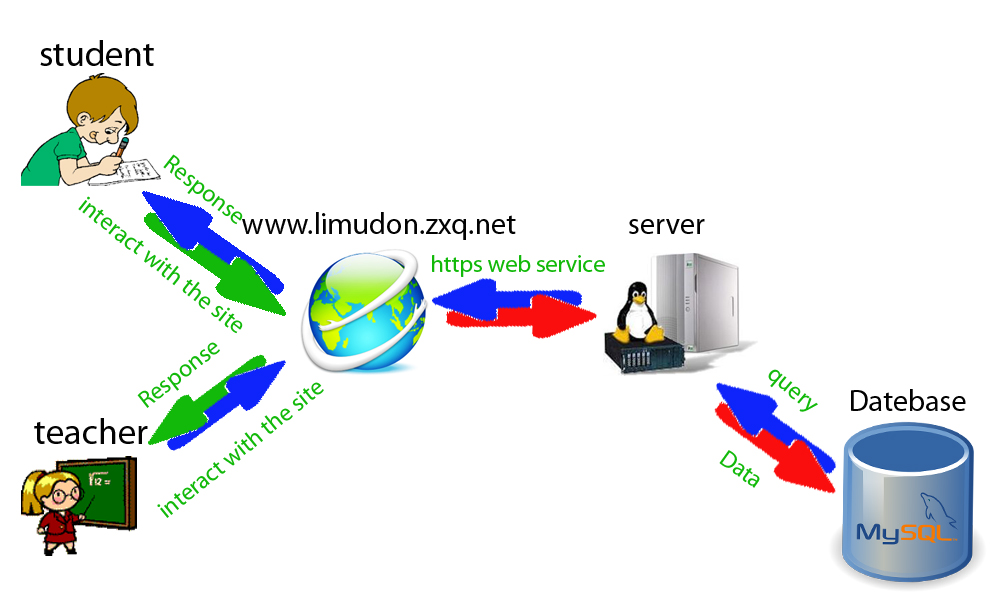 student
Response
interact with the site
www.limudon.zxq.net
https web service
server
Response
interact with the site
teacher
query
Data
Datebase
MySQL